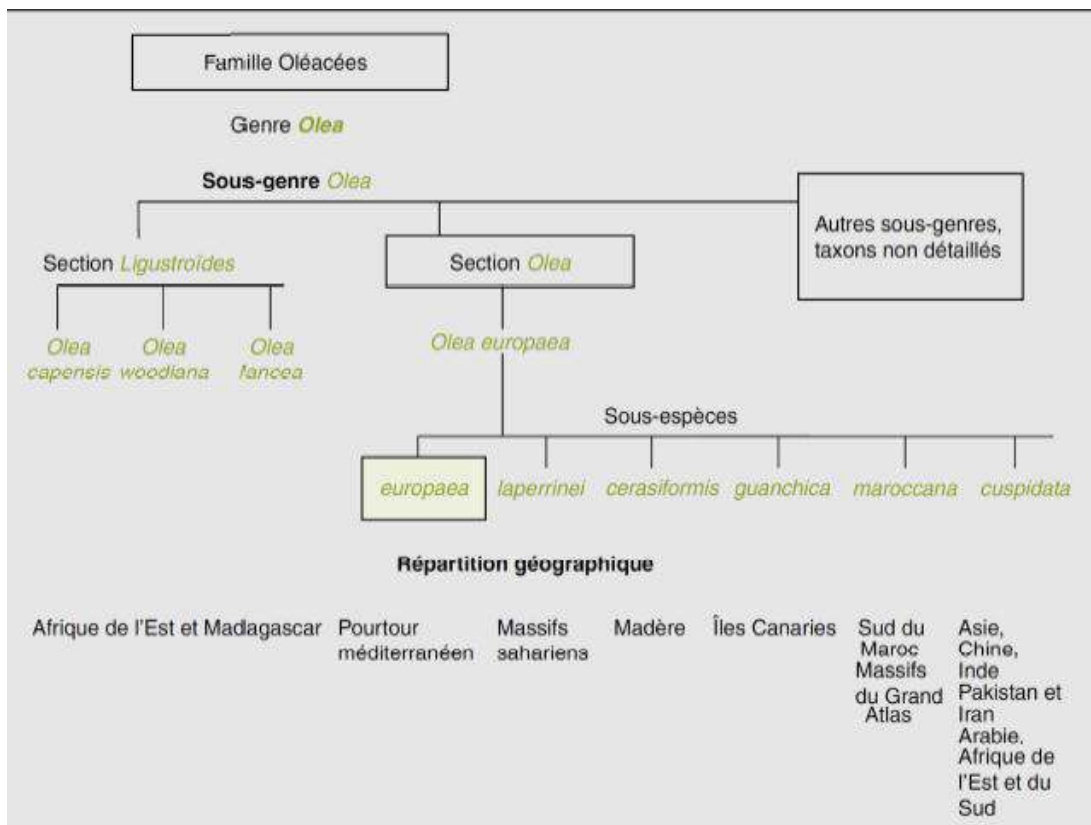 Famille Oléacées
Genre Olea
Sous-genre Olea
Autres sous-genres,
taxons non détaillés
Section Ligustroïdes
Section Olea
Olea
capensis
Olea
woodiana
Olea
lancea
Olea europaea
Sous-espèces
europaea
laperrinei
cerasiformis
guanchica
maroccana
cuspidata
Répartition géographique
Afrique de l'Est et Madagascar
Pourtour
méditerranéen
Massifs
sahariens
Madère
Îles Canaries
Sud du
Maroc
Massifs
du Grand
Atlas
Asie,
Chine,
Inde
Pakistan et
Iran
Arabie,
Afrique de
l'Est et du
Sud